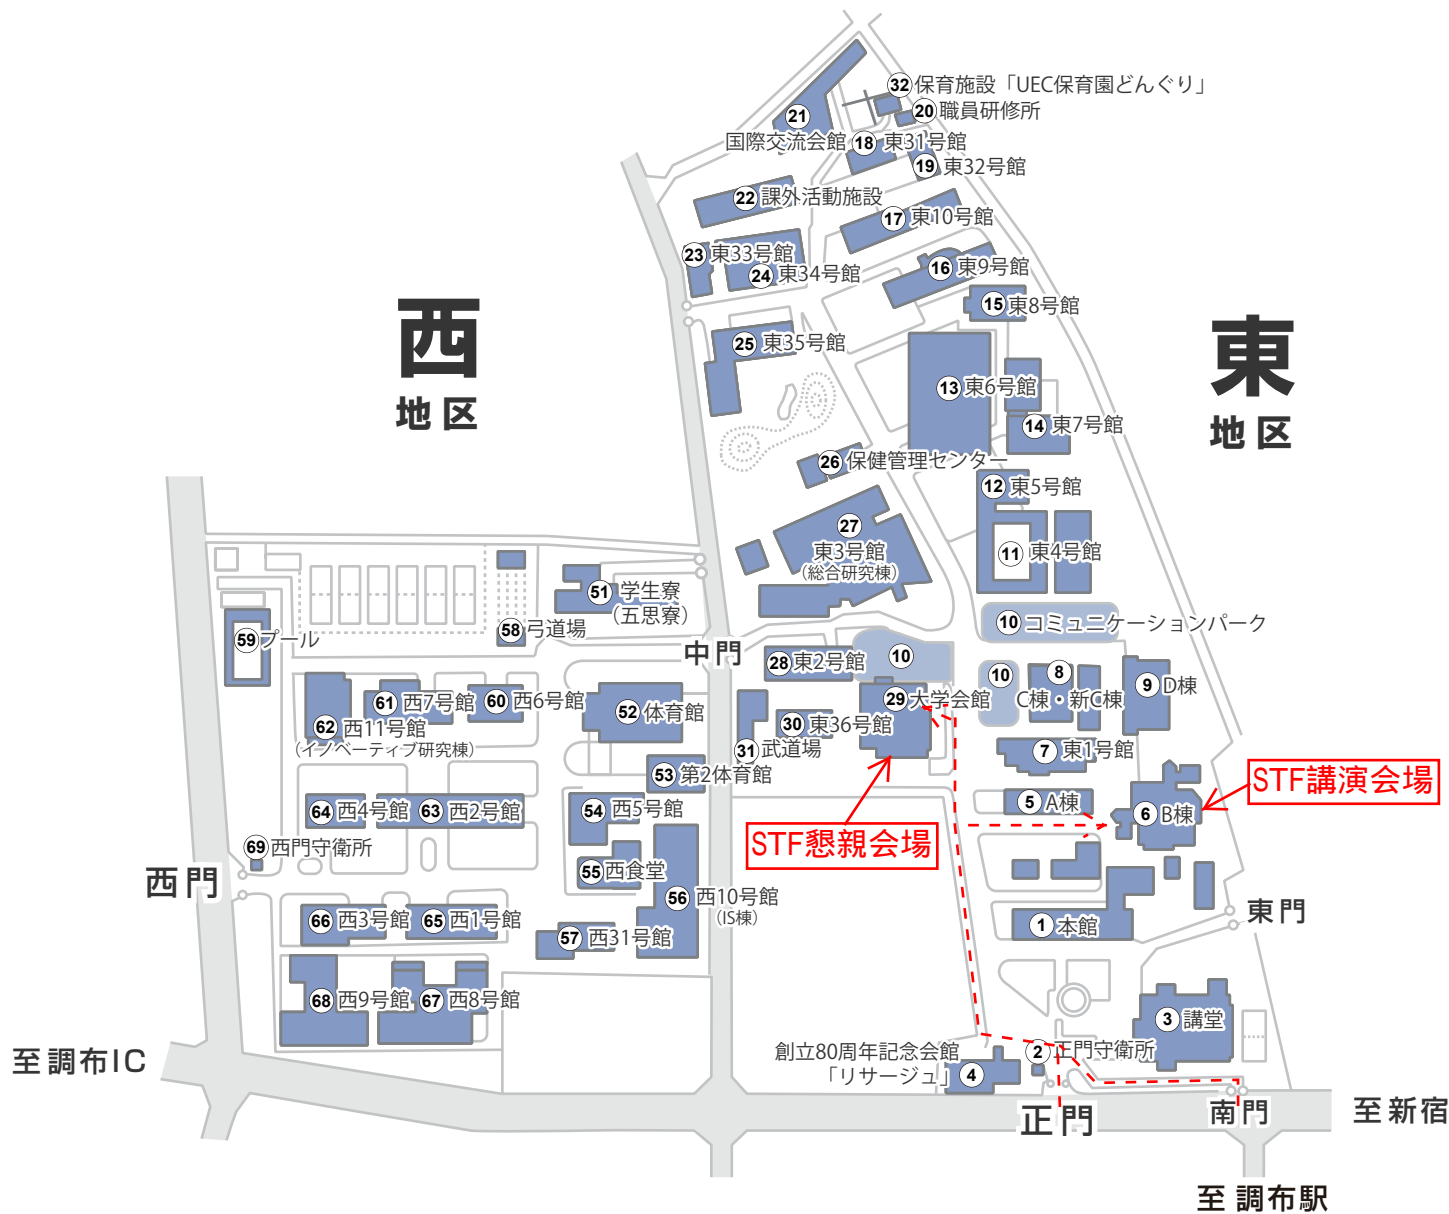 32 保育施設「UEC保育園どんぐり」
20 職員研修所
21
国際交流会館
18 東31号館
19 東32号館
22 課外活動施設
17 東10号館
23 東33号館
24 東34号館
16 東9号館
15 東8号館
西
地区
東
地区
25 東35号館
13 東6号館
14 東7号館
26 保健管理センター
12 東5号館
27
東3号館
(総合研究棟)
11 東4号館
51 学生寮
(五思寮)
58 弓道場
59 プール
10 コミュニケーションパーク
中門
28 東2号館
10
10
8
C棟・新C棟
9 D棟
29 大学会館
60 西6号館
61 西7号館
62 西11号館
(イノベーティブ研究棟)
52 体育館
30 東36号館
31 武道場
7 東1号館
53 第2体育館
STF講演会場
5 A棟
6 B棟
64 西4号館
63 西2号館
54 西5号館
STF懇親会場
69 西門守衛所
西門
55 西食堂
56 西10号館
(IS棟)
66 西3号館
65 西1号館
57 西31号館
1 本館
東門
68 西9号館
67 西8号館
3 講堂
至調布IC
創立80周年記念会館
「リサージュ」
4
2 正門守衛所
正門
南門
至新宿
至調布駅